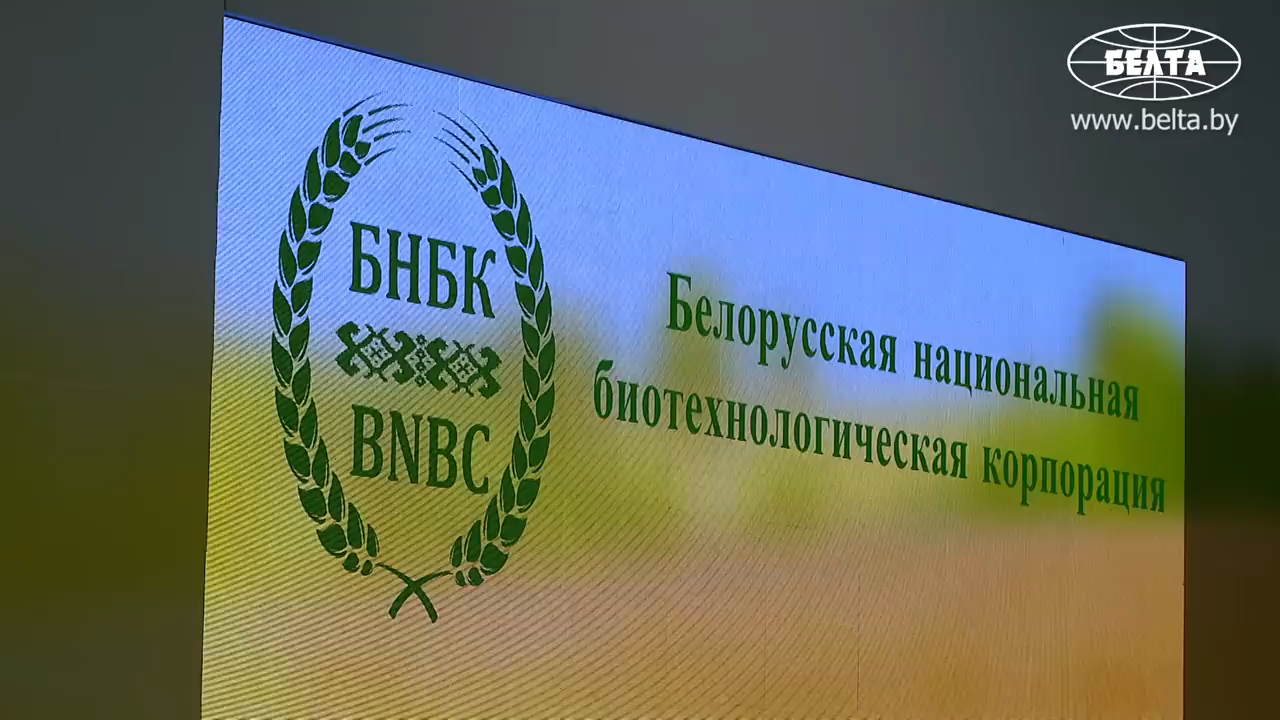 БЕЛТА
www.belta.by
БНБК
BNBC
Белорусская национальная
биотехнологическая корпорация